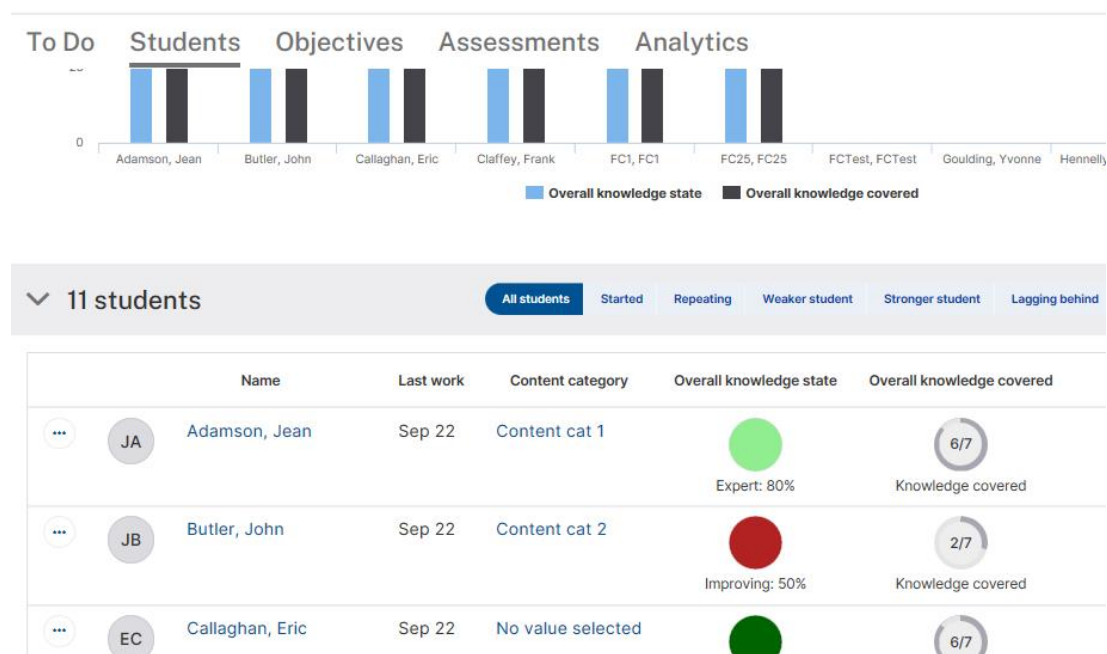 To Do Students Objectives Assessments Analytics
0
Adamson, Jean Butler, John Callaghan, Eric Claffey, Frank FC1, FC1 FC25, FC25 FCTest, FCTest Goulding, Yvonne Hennelly
Overall knowledge state Overall knowledge covered
11 students All students Started Repeating Weaker student Stronger student Lagging behind
Name Last work Content category Overall knowledge state Overall knowledge covered
JA Adamson, Jean Sep 22 Content cat 1 6/7
Expert: 80% Knowledge covered
JB Butler, John Sep 22 Content cat 2 2/7
Improving: 50% Knowledge covered
EC Callaghan, Eric Sep 22 No value selected 6/7